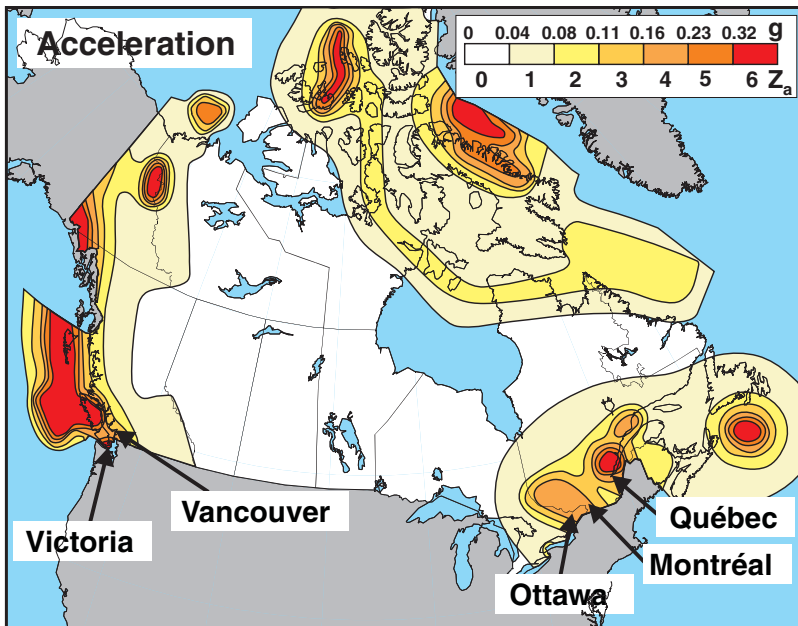 Acceleration
0 0.04 0.08 0.11 0.16 0.23 0.32 g
0 1 2 3 4 5 6 Za
Vancouver
Victoria
Québec
Montréal
Ottawa